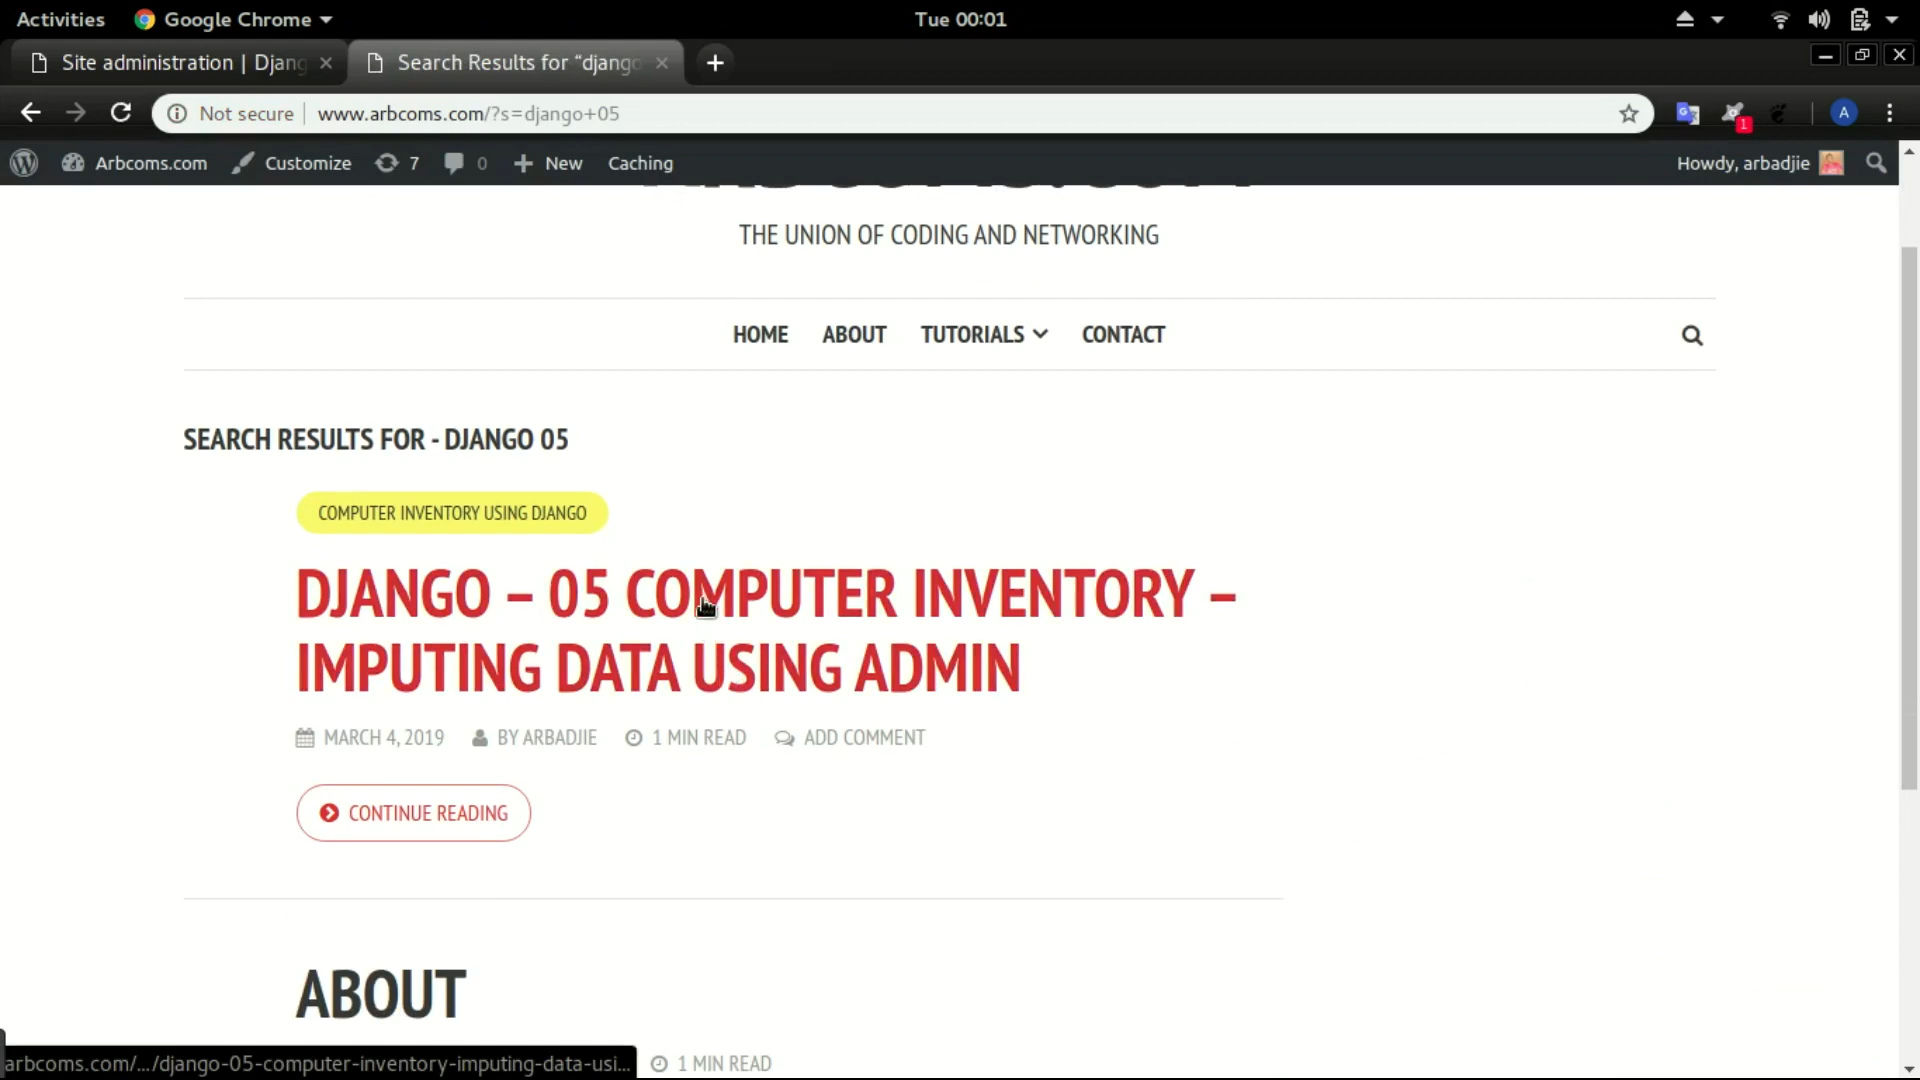 Activities Google Chrome Tue 00:01
Site administration | Djang Search Results for “django
Not secure www.arbcoms.com/?s=django+05 A 1
Arbcoms.com Customize 7 0 New Caching Howdy, arbadjie
THE UNION OF CODING AND NETWORKING
HOME ABOUT TUTORIALS CONTACT
SEARCH RESULTS FOR - DJANGO 05
COMPUTER INVENTORY USING DJANGO
DJANGO – 05 COMPUTER INVENTORY –
IMPUTING DATA USING ADMIN
MARCH 4, 2019 BY ARBADJIE 1 MIN READ ADD COMMENT
CONTINUE READING
ABOUT
arbcoms.com/.../django-05-computer-inventory-imputing-data-usi... 1 MIN READ